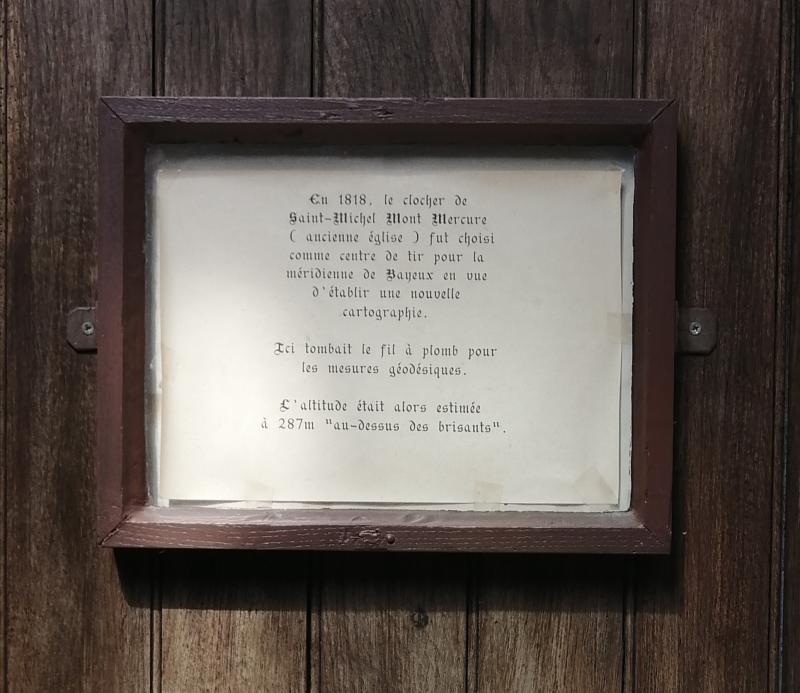 En 1818, le clocher de
Saint-Michel Mont Mercure
( ancienne église ) fut choisi
comme centre de tir pour la
méridienne de Bayeux en vue
d'établir une nouvelle
cartographie.
Ici tombait le fil à plomb pour
les mesures géodésiques.
L'altitude était alors estimée
à 287m "au-dessus des brisants".